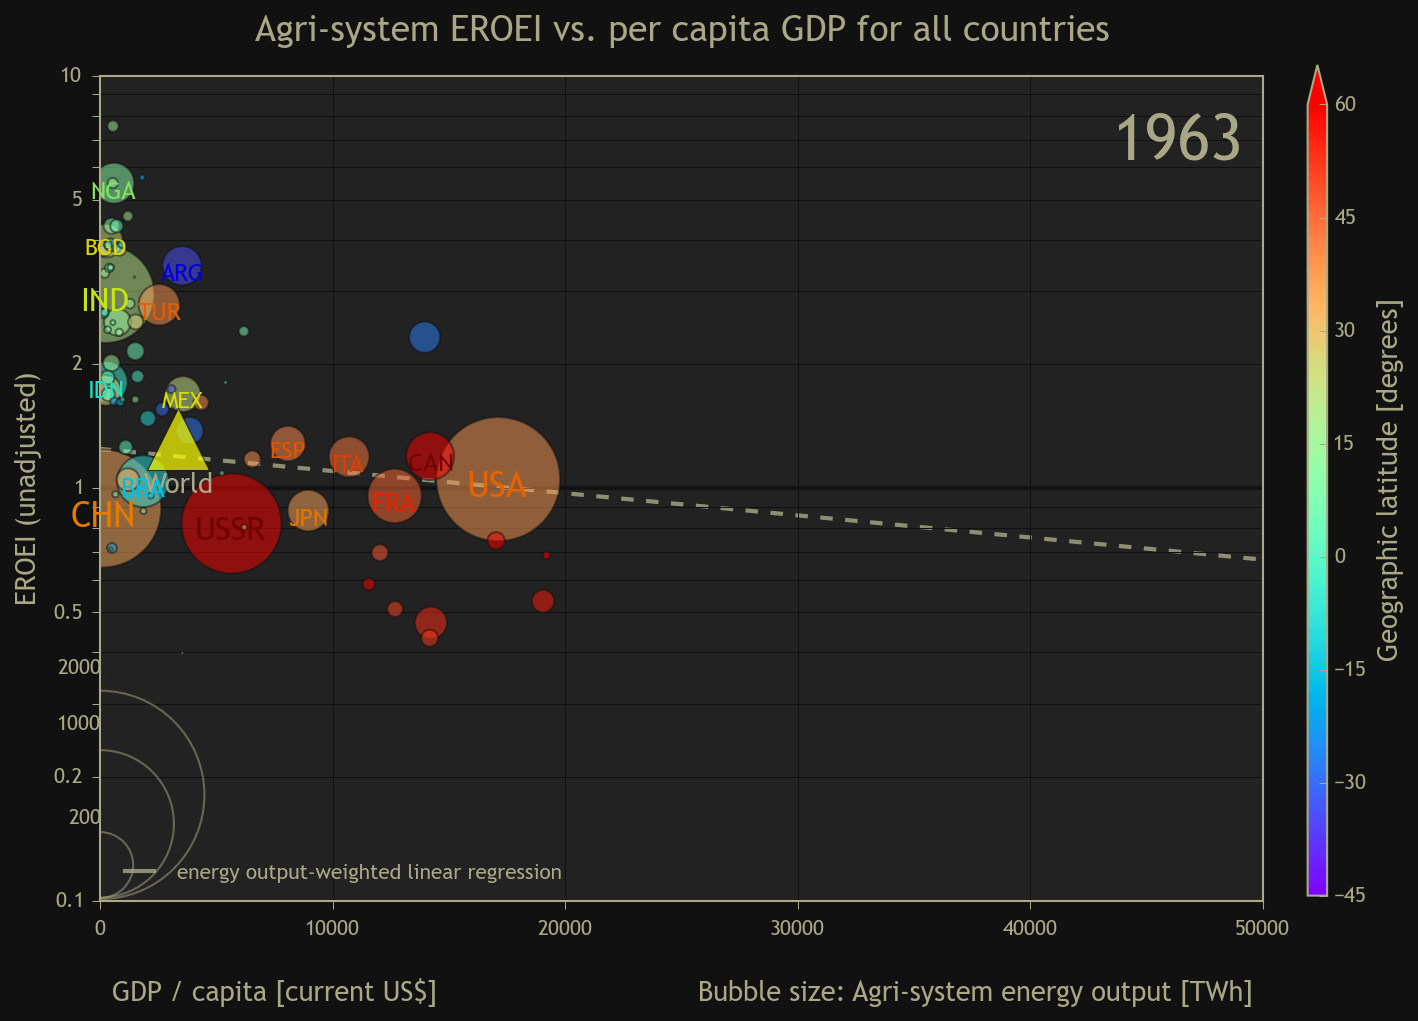 Agri-system EROEI vs. per capita GDP for all countries
1963
10
5
2
1
0.5
0.2
0.1
2000
1000
200
EROEI (unadjusted)
NGA
BGD
ARG
IND
TUR
IDN
MEX
ESP
ITA
CAN
World
BRA
USA
FRA
CHN
USSR
JPN
energy output-weighted linear regression
0
10000
20000
30000
40000
50000
GDP / capita [current US$]
Bubble size: Agri-system energy output [TWh]
60
45
30
15
0
−15
−30
−45
Geographic latitude [degrees]